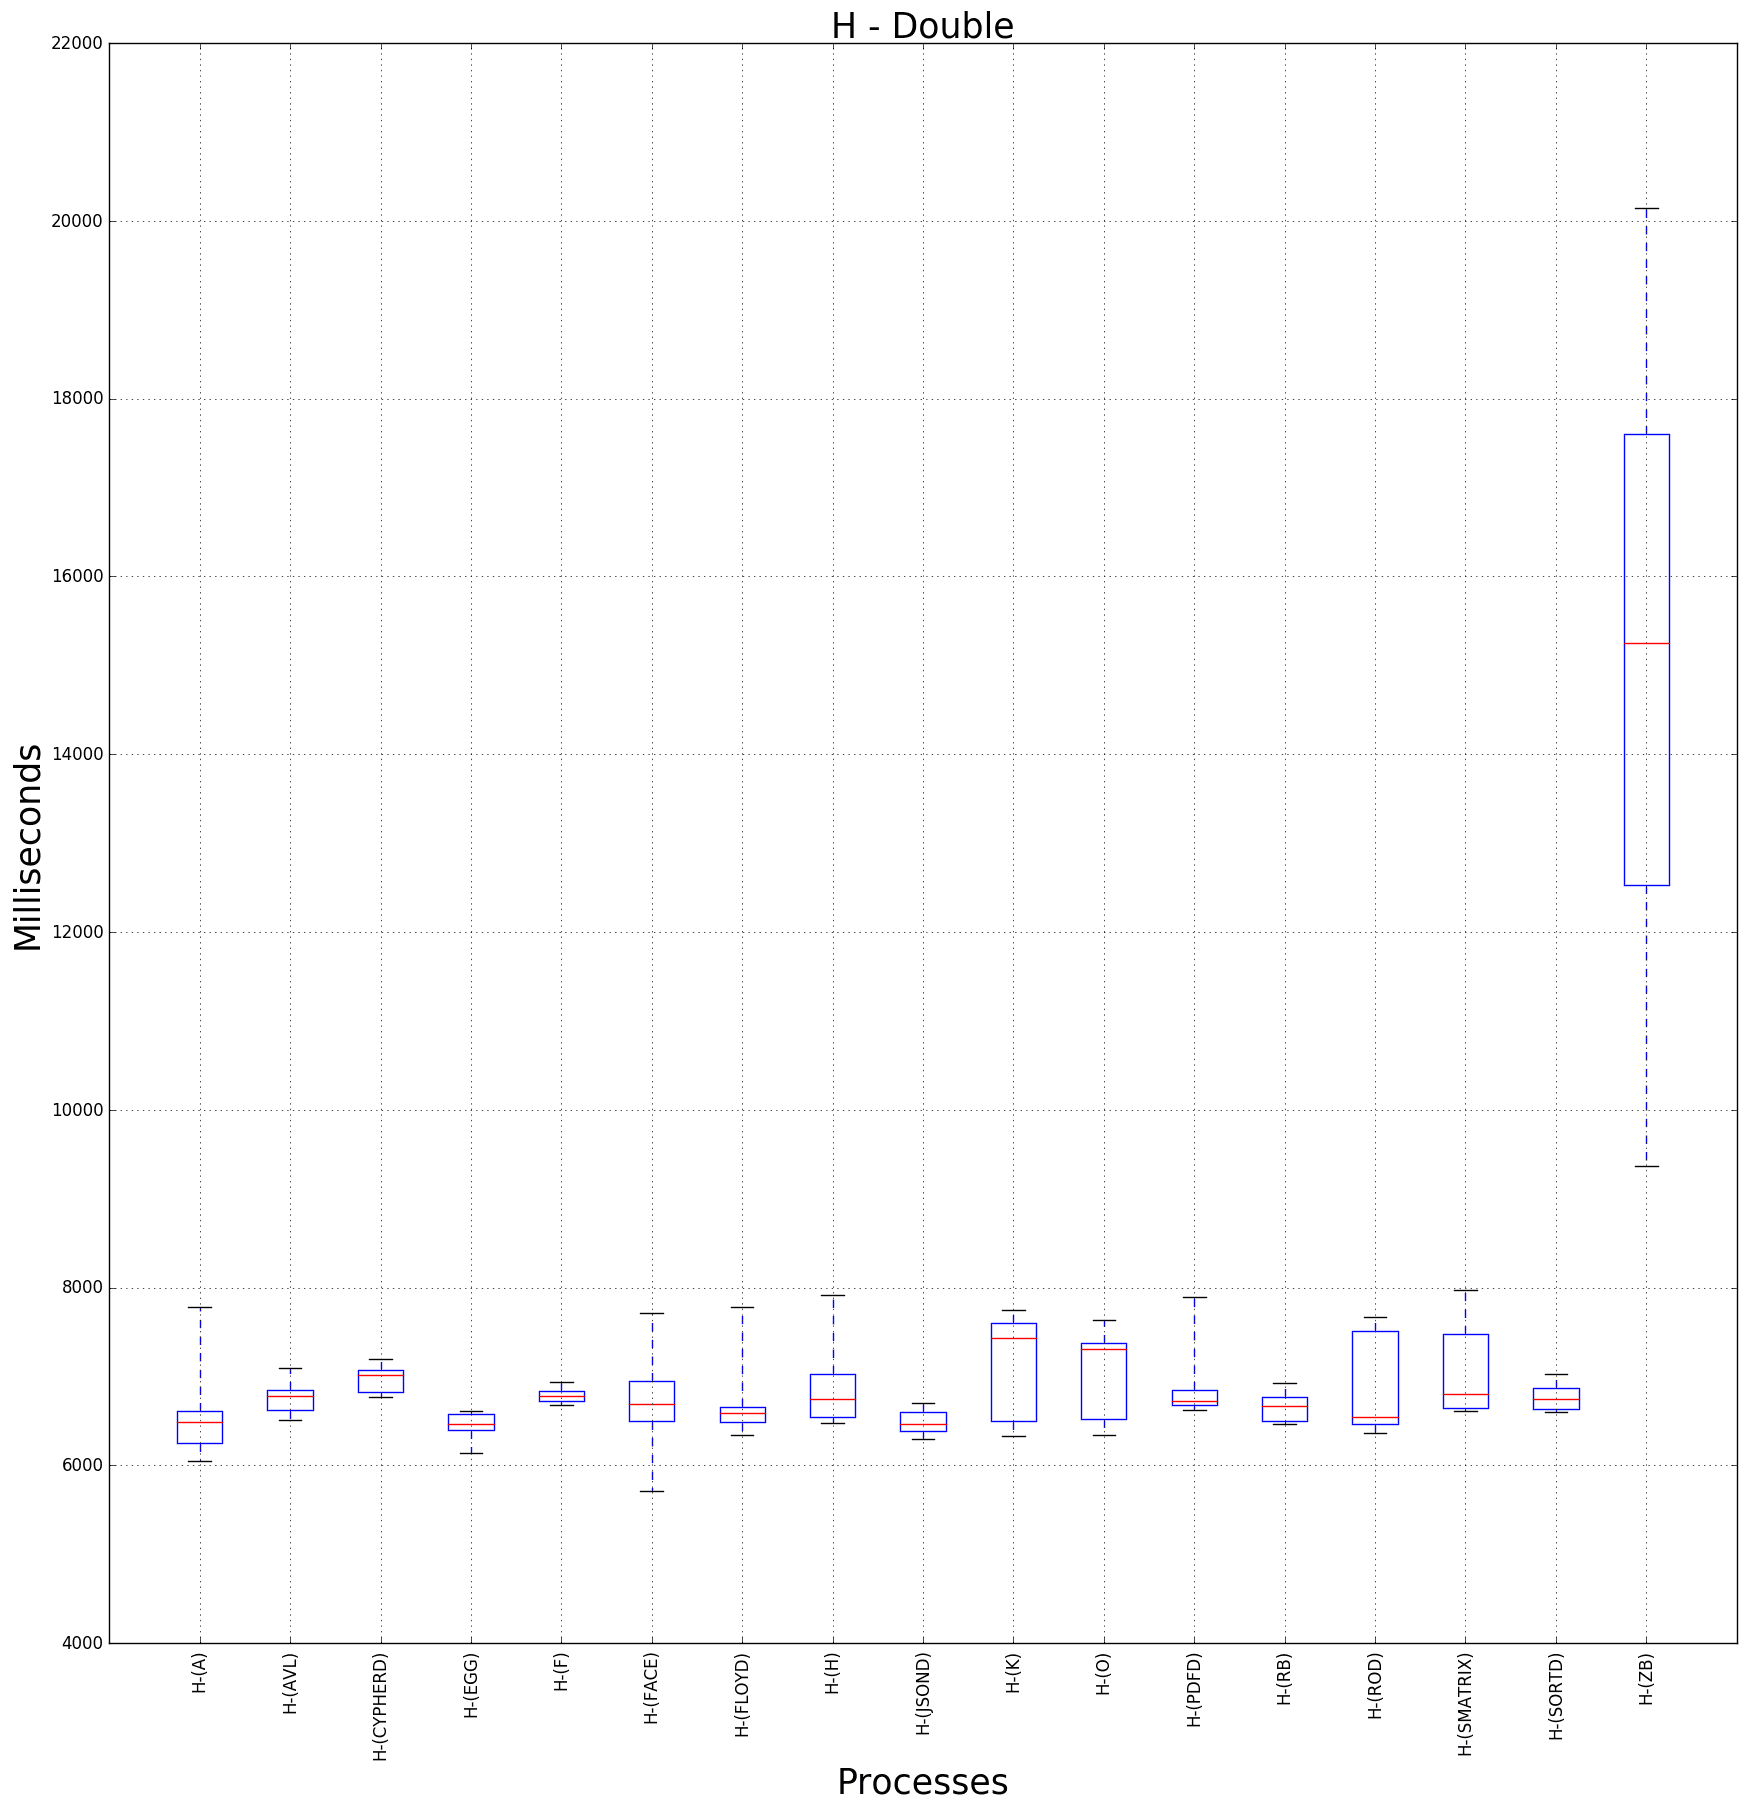 H - Double
22000
20000
18000
16000
14000
12000
10000
8000
6000
4000
Milliseconds
H-(A)
H-(AVL)
H-(CYPHERD)
H-(EGG)
H-(F)
H-(FACE)
H-(FLOYD)
H-(H)
H-(JSOND)
H-(K)
H-(O)
H-(PDFD)
H-(RB)
H-(ROD)
H-(SMATRIX)
H-(SORTD)
H-(ZB)
Processes